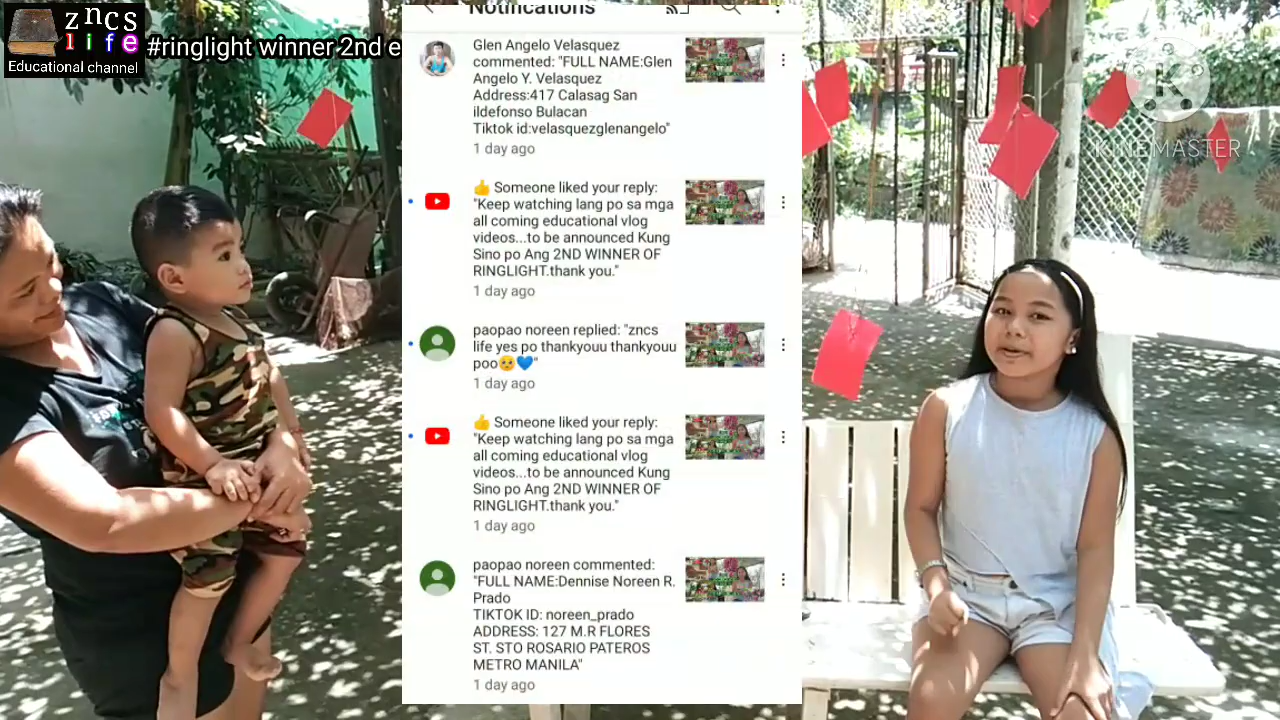 zncs
life
Educational channel
#ringlight winner 2nd e
Notifications
Glen Angelo Velasquez
commented: "FULL NAME:Glen
Angelo Y. Velasquez
Address:417 Calasag San
ildefonso Bulacan
Tiktok id:velasquezglenangelo"
1 day ago
👍 Someone liked your reply:
"Keep watching lang po sa mga
all coming educational vlog
videos...to be announced Kung
Sino po Ang 2ND WINNER OF
RINGLIGHT.thank you."
1 day ago
paopao noreen replied: "zncs
life yes po thankyouu thankyouu
poo🥺💙"
1 day ago
👍 Someone liked your reply:
"Keep watching lang po sa mga
all coming educational vlog
videos...to be announced Kung
Sino po Ang 2ND WINNER OF
RINGLIGHT.thank you."
1 day ago
paopao noreen commented:
"FULL NAME:Dennise Noreen R.
Prado
TIKTOK ID: noreen_prado
ADDRESS: 127 M.R FLORES
ST. STO ROSARIO PATEROS
METRO MANILA"
1 day ago
K
KINEMASTER